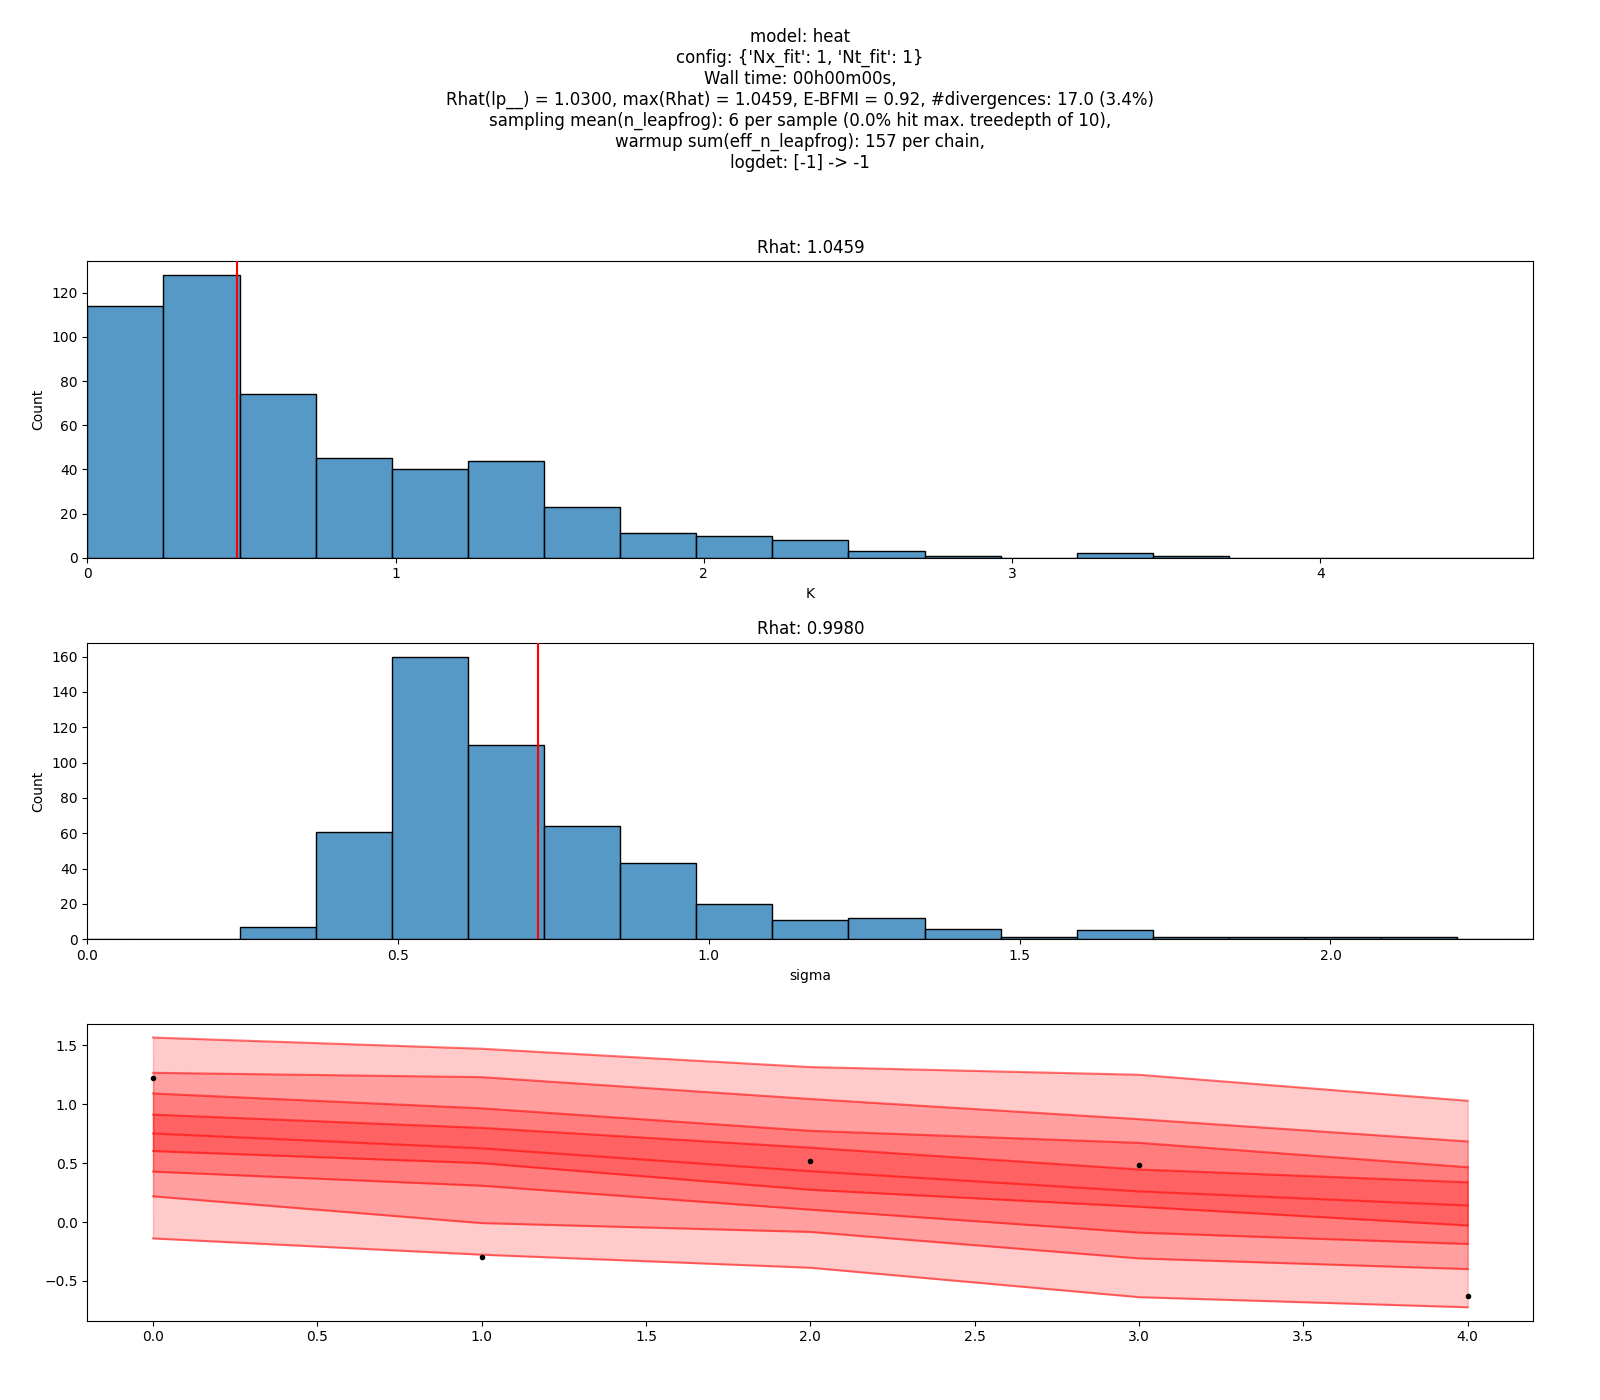 model: heat
config: {'Nx_fit': 1, 'Nt_fit': 1}
Wall time: 00h00m00s,
Rhat(lp__) = 1.0300, max(Rhat) = 1.0459, E-BFMI = 0.92, #divergences: 17.0 (3.4%)
sampling mean(n_leapfrog): 6 per sample (0.0% hit max. treedepth of 10),
warmup sum(eff_n_leapfrog): 157 per chain,
logdet: [-1] -> -1
Rhat: 1.0459
120
100
80
60
40
20
0
Count
0 1 2 3 4
K
Rhat: 0.9980
160
140
120
100
80
60
40
20
0
Count
0.0 0.5 1.0 1.5 2.0
sigma
1.5
1.0
0.5
0.0
−0.5
0.0 0.5 1.0 1.5 2.0 2.5 3.0 3.5 4.0